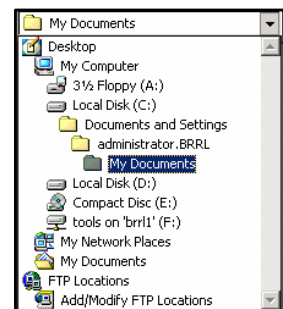 My Documents
Desktop
My Computer
3½ Floppy (A:)
Local Disk (C:)
Documents and Settings
administrator.BRRL
My Documents
Local Disk (D:)
Compact Disc (E:)
tools on 'brrl1' (F:)
My Network Places
My Documents
FTP Locations
Add/Modify FTP Locations